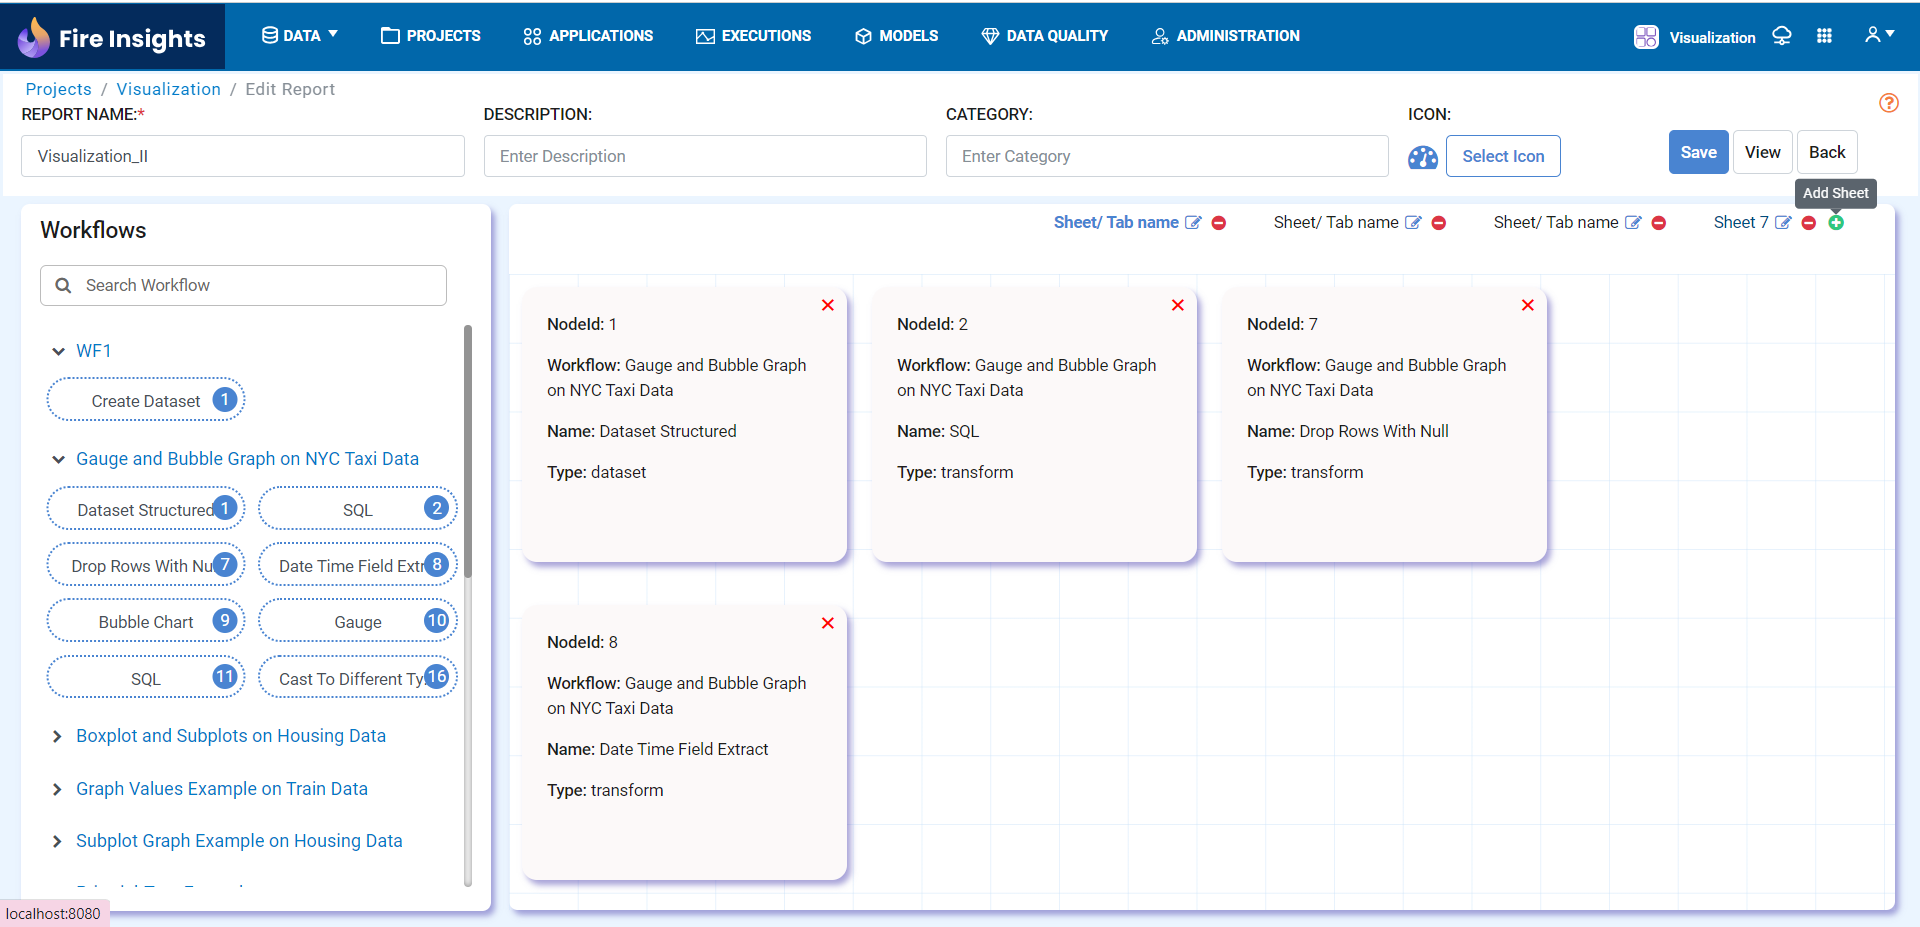 Fire Insights
DATA
PROJECTS
APPLICATIONS
EXECUTIONS
MODELS
DATA QUALITY
ADMINISTRATION
Visualization
Projects / Visualization / Edit Report
REPORT NAME:*
DESCRIPTION:
CATEGORY:
ICON:
Visualization_II
Enter Description
Enter Category
Select Icon
Save
View
Back
Add Sheet
Workflows
Search Workflow
WF1
Create Dataset 1
Gauge and Bubble Graph on NYC Taxi Data
Dataset Structured 1
SQL 2
Drop Rows With Nu 7
Date Time Field Extr 8
Bubble Chart 9
Gauge 10
SQL 11
Cast To Different Ty 16
Boxplot and Subplots on Housing Data
Graph Values Example on Train Data
Subplot Graph Example on Housing Data
localhost:8080
Sheet/ Tab name
Sheet/ Tab name
Sheet/ Tab name
Sheet 7
NodeId: 1
Workflow: Gauge and Bubble Graph
on NYC Taxi Data
Name: Dataset Structured
Type: dataset
NodeId: 2
Workflow: Gauge and Bubble Graph
on NYC Taxi Data
Name: SQL
Type: transform
NodeId: 7
Workflow: Gauge and Bubble Graph
on NYC Taxi Data
Name: Drop Rows With Null
Type: transform
NodeId: 8
Workflow: Gauge and Bubble Graph
on NYC Taxi Data
Name: Date Time Field Extract
Type: transform